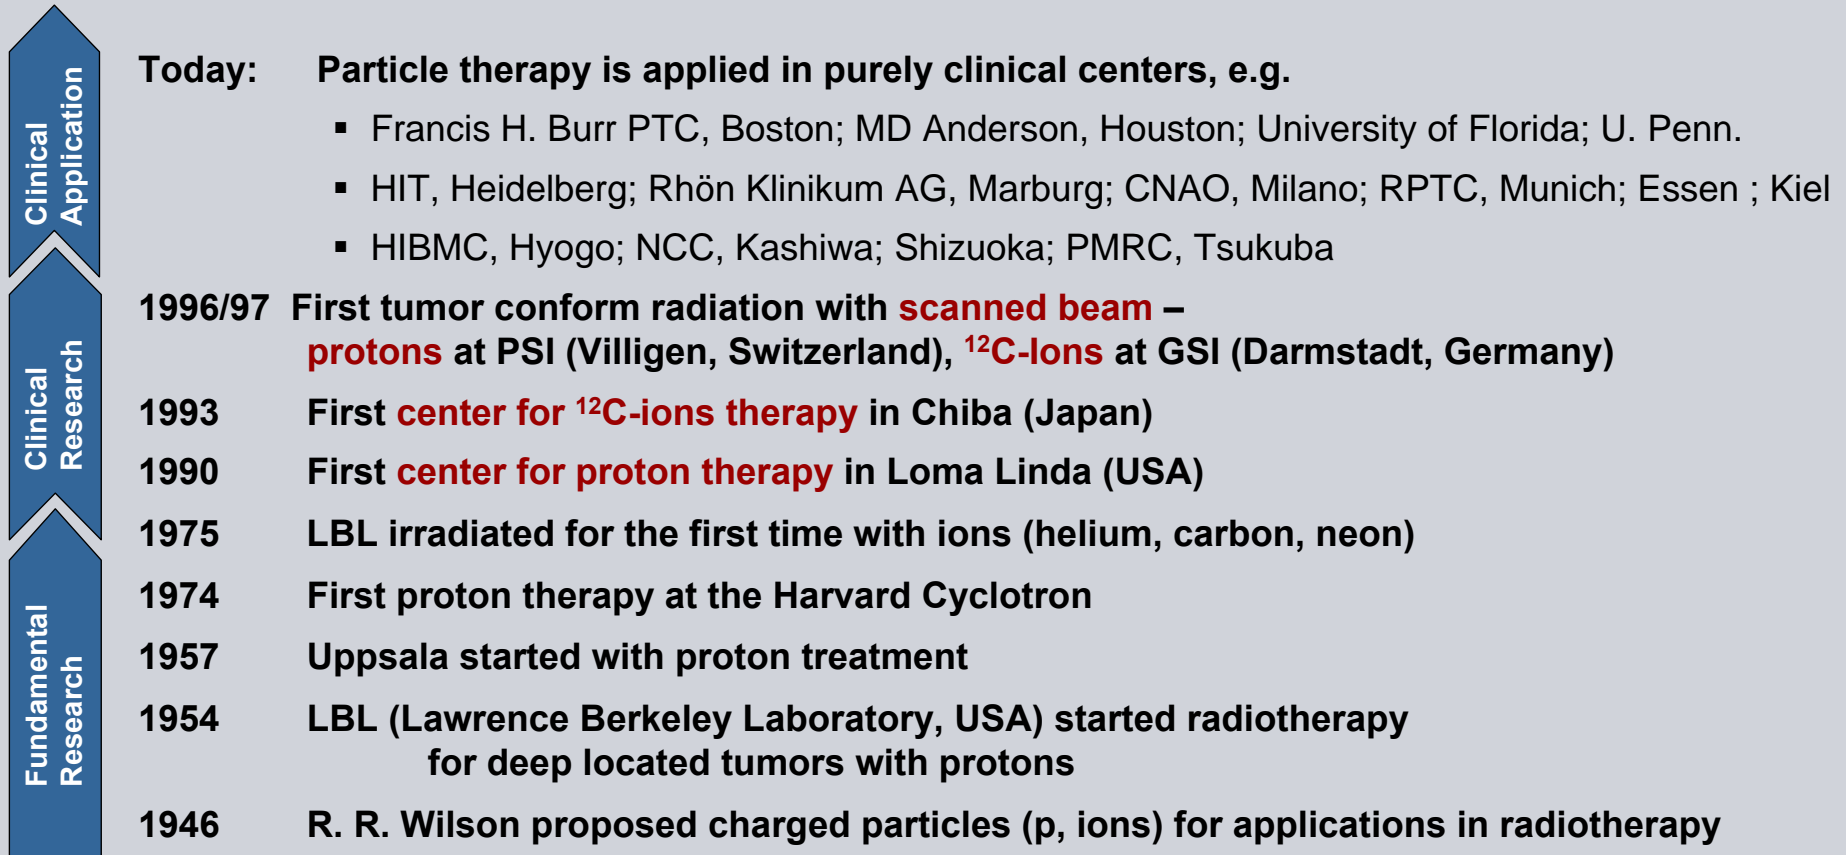 Clinical
Application
Today: Particle therapy is applied in purely clinical centers, e.g.
▪ Francis H. Burr PTC, Boston; MD Anderson, Houston; University of Florida; U. Penn.
▪ HIT, Heidelberg; Rhön Klinikum AG, Marburg; CNAO, Milano; RPTC, Munich; Essen ; Kiel
▪ HIBMC, Hyogo; NCC, Kashiwa; Shizuoka; PMRC, Tsukuba
Clinical
Research
1996/97 First tumor conform radiation with scanned beam –
protons at PSI (Villigen, Switzerland), ¹²C-Ions at GSI (Darmstadt, Germany)
1993 First center for ¹²C-ions therapy in Chiba (Japan)
1990 First center for proton therapy in Loma Linda (USA)
Fundamental
Research
1975 LBL irradiated for the first time with ions (helium, carbon, neon)
1974 First proton therapy at the Harvard Cyclotron
1957 Uppsala started with proton treatment
1954 LBL (Lawrence Berkeley Laboratory, USA) started radiotherapy
for deep located tumors with protons
1946 R. R. Wilson proposed charged particles (p, ions) for applications in radiotherapy